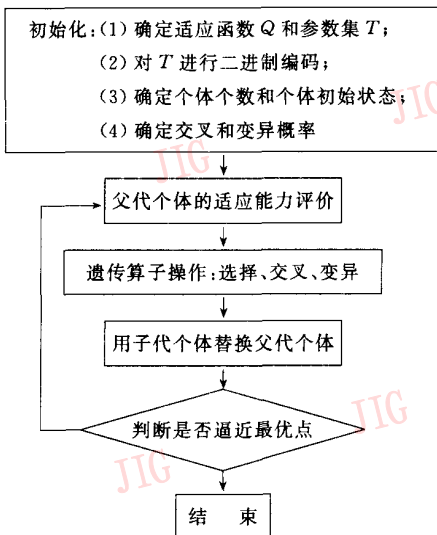 初始化:(1) 确定适应函数 Q 和参数集 T;
(2) 对 T 进行二进制编码;
(3) 确定个体个数和个体初始状态;
(4) 确定交叉和变异概率
JIG
JIG
父代个体的适应能力评价
遗传算子操作:选择、交叉、变异
用子代个体替换父代个体
判断是否逼近最优点
JIG
JIG
结 束